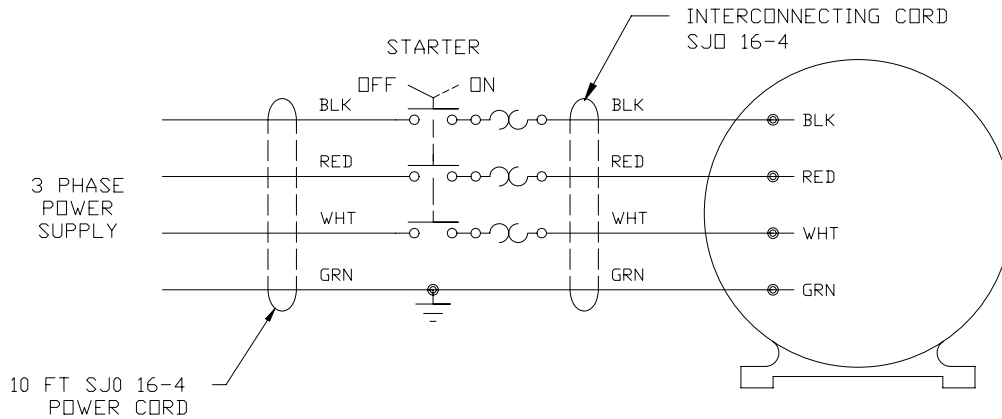 INTERCONNECTING CORD
SJO 16-4
STARTER
OFF
ON
BLK
BLK
BLK
RED
RED
RED
3 PHASE
POWER
SUPPLY
WHT
WHT
WHT
GRN
GRN
GRN
10 FT SJO 16-4
POWER CORD